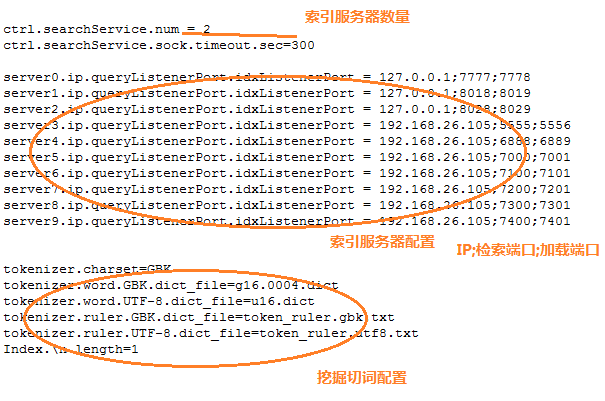 索引服务器数量
ctrl.searchService.num = 2
ctrl.searchService.sock.timeout.sec=300
server0.ip.queryListenerPort.idxListenerPort = 127.0.0.1;7777;7778
server1.ip.queryListenerPort.idxListenerPort = 127.0.0.1;8018;8019
server2.ip.queryListenerPort.idxListenerPort = 127.0.0.1;8028;8029
server3.ip.queryListenerPort.idxListenerPort = 192.168.26.105;5555;5556
server4.ip.queryListenerPort.idxListenerPort = 192.168.26.105;6888;6889
server5.ip.queryListenerPort.idxListenerPort = 192.168.26.105;7000;7001
server6.ip.queryListenerPort.idxListenerPort = 192.168.26.105;7100;7101
server7.ip.queryListenerPort.idxListenerPort = 192.168.26.105;7200;7201
server8.ip.queryListenerPort.idxListenerPort = 192.168.26.105;7300;7301
server9.ip.queryListenerPort.idxListenerPort = 192.168.26.105;7400;7401
索引服务器配置
IP;检索端口;加载端口
tokenizer.charset=GBK
tokenizer.word.GBK.dict_file=g16.0004.dict
tokenizer.word.UTF-8.dict_file=u16.dict
tokenizer.ruler.GBK.dict_file=token_ruler.gbk.txt
tokenizer.ruler.UTF-8.dict_file=token_ruler.utf8.txt
Index.\n length=1
挖掘切词配置